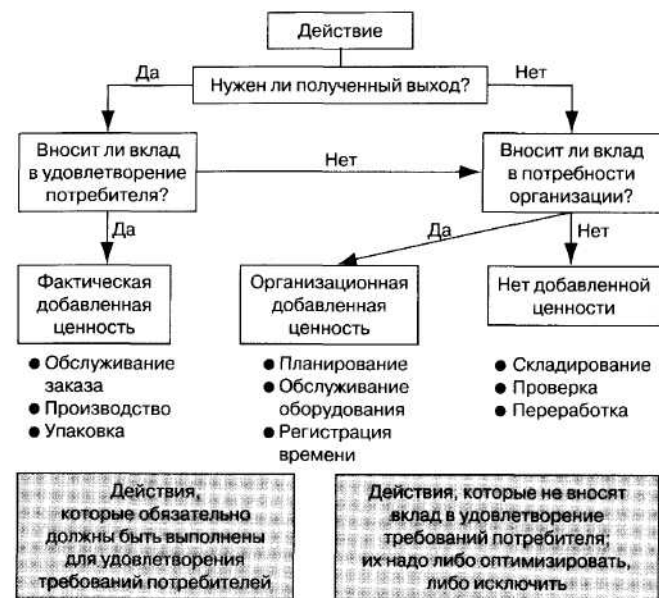 Действие
Да
Нет
Нужен ли полученный выход?
Вносит ли вклад
в удовлетворение
потребителя?
Нет
Вносит ли вклад
в потребности
организации?
Да
Да
Нет
Фактическая
добавленная
ценность
Организационная
добавленная
ценность
Нет добавленной
ценности
● Обслуживание
заказа
● Производство
● Упаковка
● Планирование
● Обслуживание
оборудования
● Регистрация
времени
● Складирование
● Проверка
● Переработка
Действия,
которые обязательно
должны быть выполнены
для удовлетворения
требований потребителей
Действия, которые не вносят
вклад в удовлетворение
требований потребителя;
их надо либо оптимизировать,
либо исключить